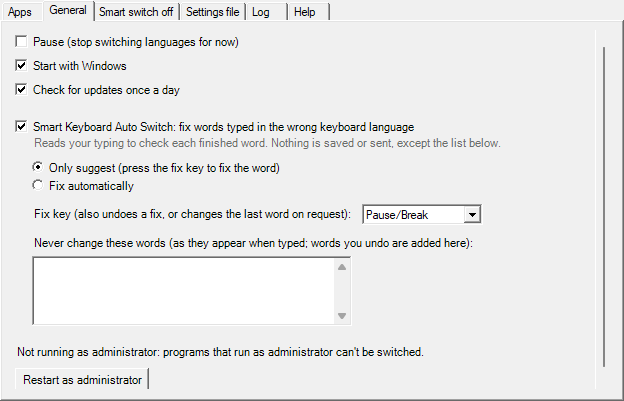 Apps General Smart switch off Settings file Log Help
Pause (stop switching languages for now)
Start with Windows
Check for updates once a day
Smart Keyboard Auto Switch: fix words typed in the wrong keyboard language
Reads your typing to check each finished word. Nothing is saved or sent, except the list below.
Only suggest (press the fix key to fix the word)
Fix automatically
Fix key (also undoes a fix, or changes the last word on request): Pause/Break
Never change these words (as they appear when typed; words you undo are added here):
Not running as administrator: programs that run as administrator can't be switched.
Restart as administrator